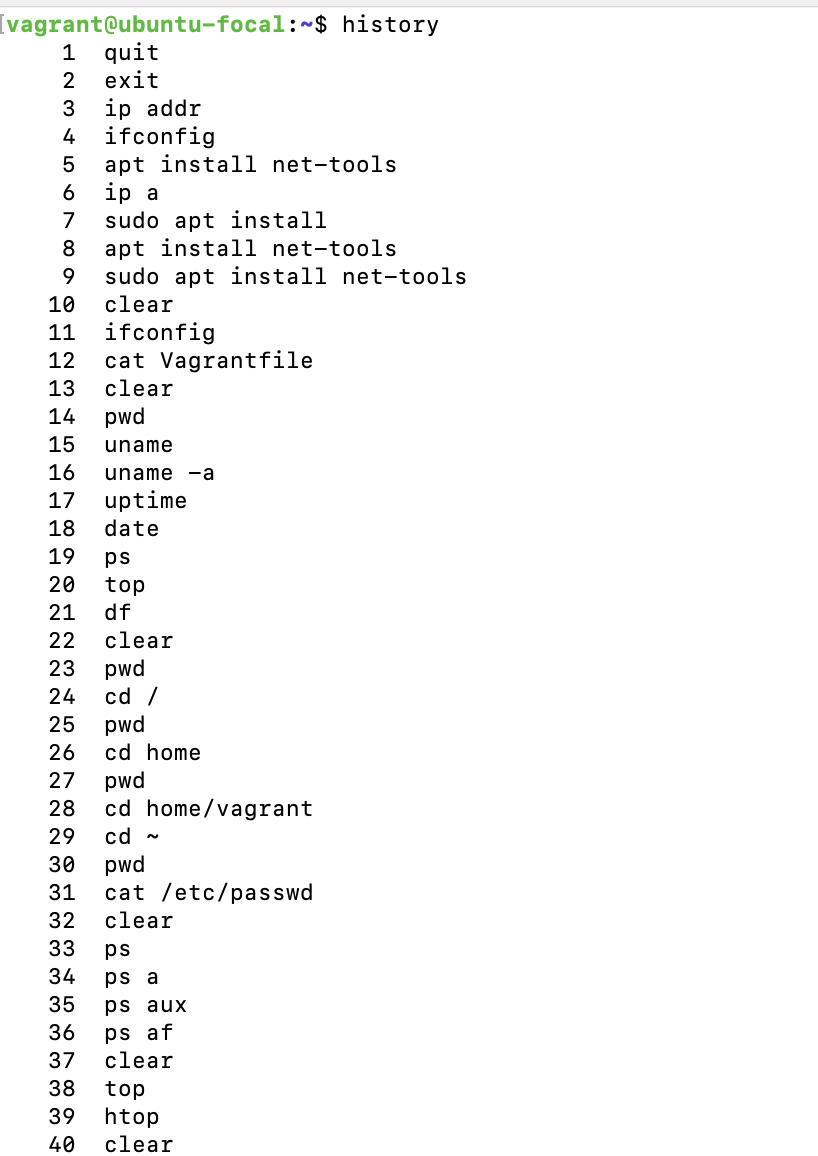 [vagrant@ubuntu-focal:~$ history
1 quit
2 exit
3 ip addr
4 ifconfig
5 apt install net-tools
6 ip a
7 sudo apt install
8 apt install net-tools
9 sudo apt install net-tools
10 clear
11 ifconfig
12 cat Vagrantfile
13 clear
14 pwd
15 uname
16 uname -a
17 uptime
18 date
19 ps
20 top
21 df
22 clear
23 pwd
24 cd /
25 pwd
26 cd home
27 pwd
28 cd home/vagrant
29 cd ~
30 pwd
31 cat /etc/passwd
32 clear
33 ps
34 ps a
35 ps aux
36 ps af
37 clear
38 top
39 htop
40 clear